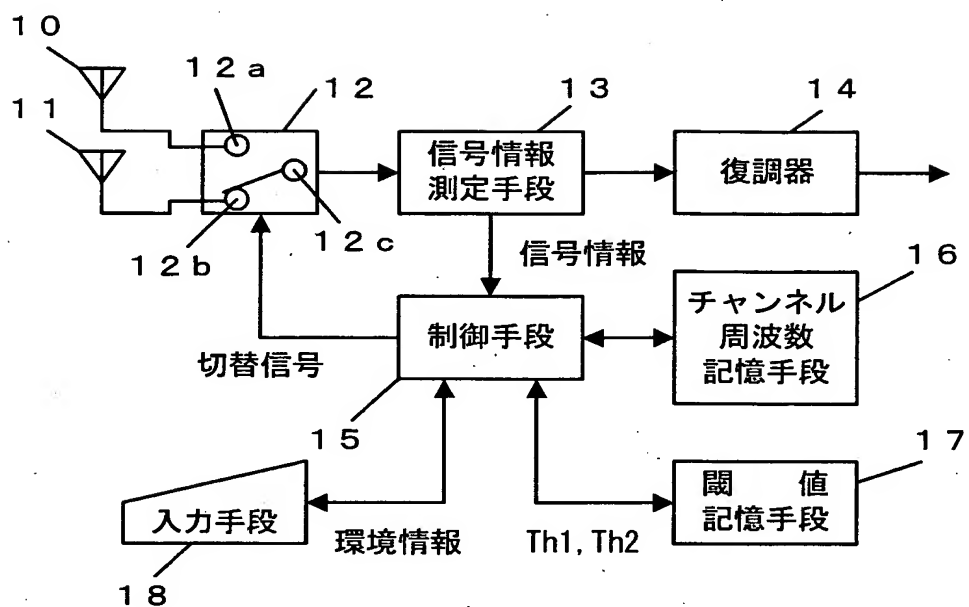 10
12a
12
13
14
11
信号情報
測定手段
復調器
12b
12c
信号情報
16
チャンネル
周波数
記憶手段
制御手段
切替信号
15
17
閾 値
記憶手段
入力手段
環境情報
Th1, Th2
18